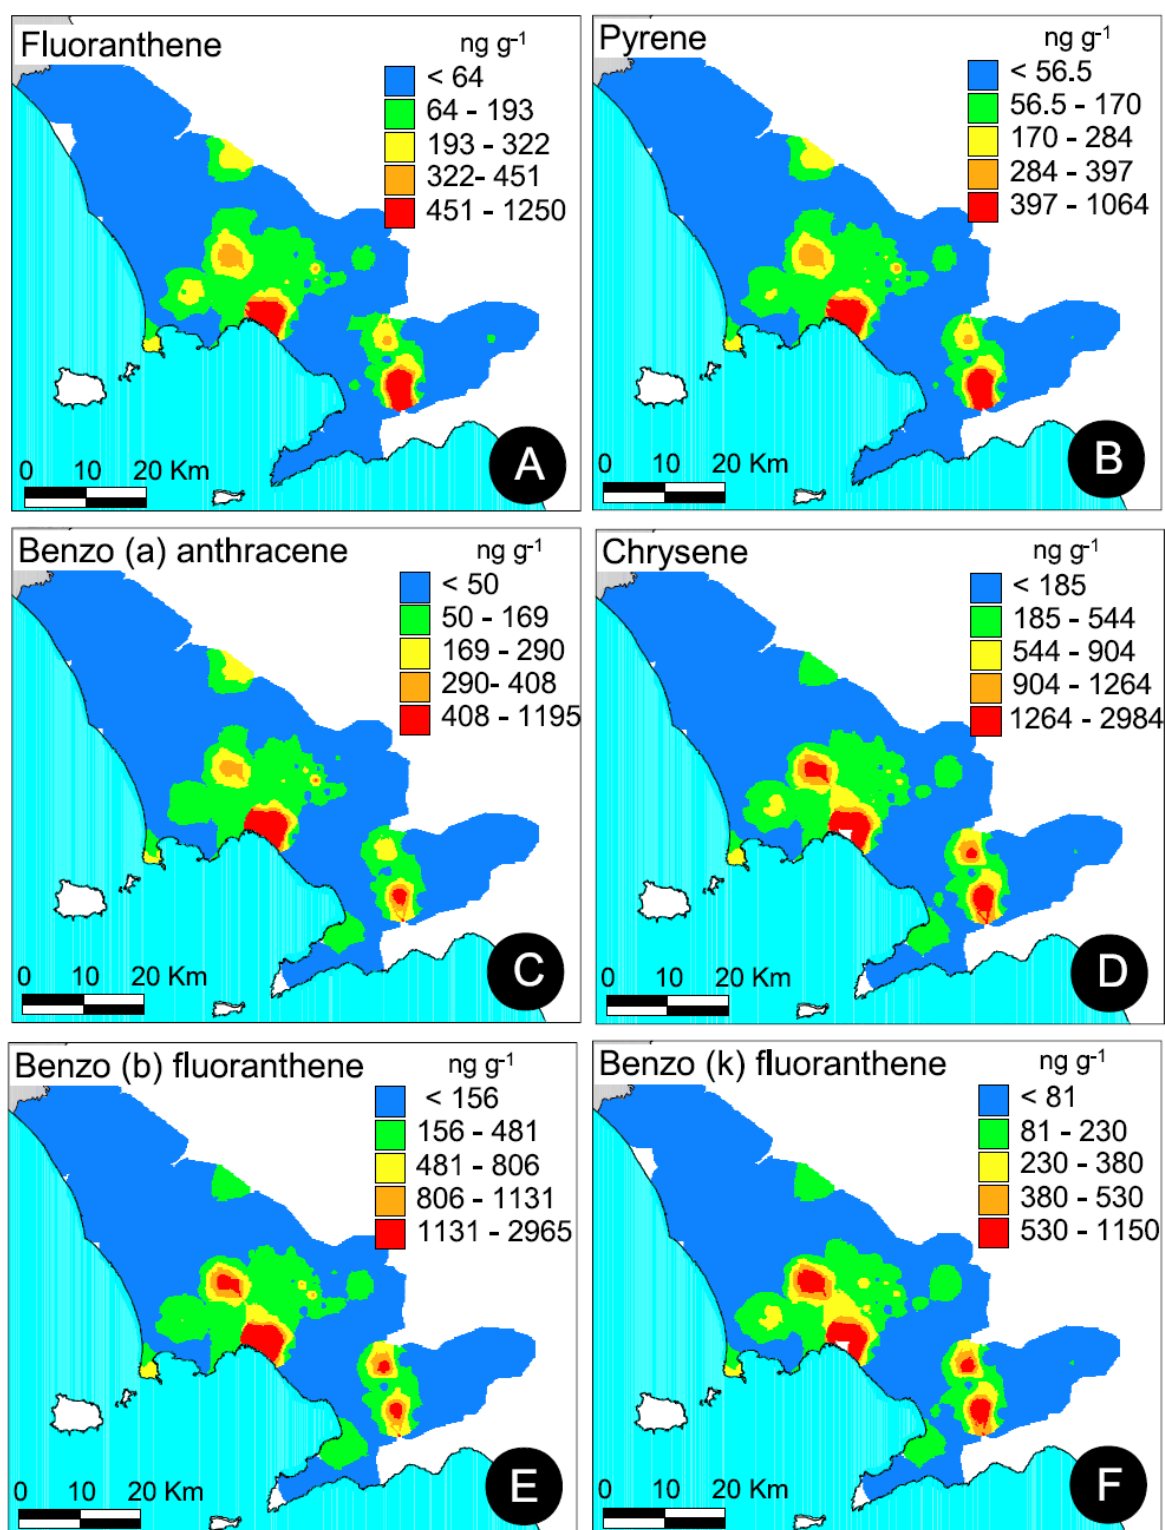 Fluoranthene
ng g-1
< 64
64 - 193
193 - 322
322- 451
451 - 1250
0 10 20 Km
A
Pyrene
ng g-1
< 56.5
56.5 - 170
170 - 284
284 - 397
397 - 1064
0 10 20 Km
B
Benzo (a) anthracene
ng g-1
< 50
50 - 169
169 - 290
290- 408
408 - 1195
0 10 20 Km
C
Chrysene
ng g-1
< 185
185 - 544
544 - 904
904 - 1264
1264 - 2984
0 10 20 Km
D
Benzo (b) fluoranthene
ng g-1
< 156
156 - 481
481 - 806
806 - 1131
1131 - 2965
0 10 20 Km
E
Benzo (k) fluoranthene
ng g-1
< 81
81 - 230
230 - 380
380 - 530
530 - 1150
0 10 20 Km
F